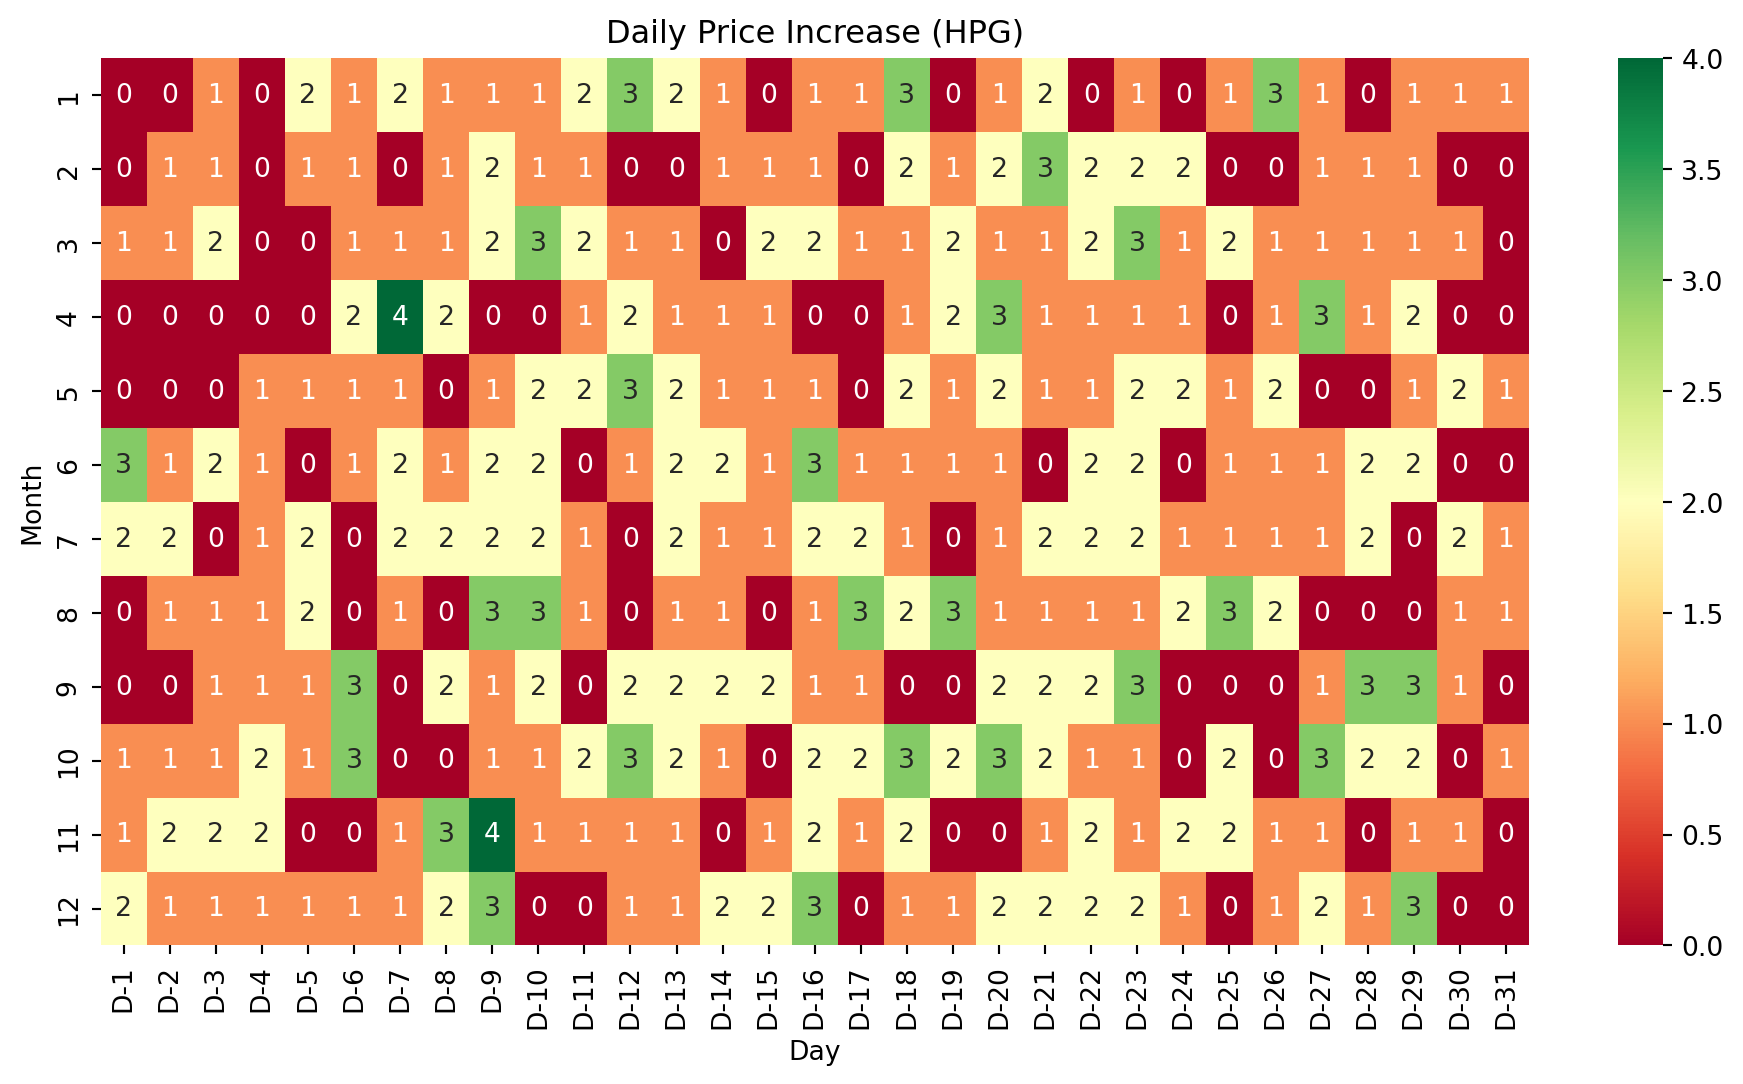 Daily Price Increase (HPG)
1 0 0 1 0 2 1 2 1 1 1 2 3 2 1 0 1 1 3 0 1 2 0 1 0 1 3 1 0 1 1 1
2 0 1 1 0 1 1 0 1 2 1 1 0 0 1 1 1 0 2 1 2 3 2 2 2 0 0 1 1 1 0 0
3 1 1 2 0 0 1 1 1 2 3 2 1 1 0 2 2 1 1 2 1 1 2 3 1 2 1 1 1 1 1 0
4 0 0 0 0 0 2 4 2 0 0 1 2 1 1 1 0 0 1 2 3 1 1 1 1 0 1 3 1 2 0 0
5 0 0 0 1 1 1 1 0 1 2 2 3 2 1 1 1 0 2 1 2 1 1 2 2 1 2 0 0 1 2 1
6 3 1 2 1 0 1 2 1 2 2 0 1 2 2 1 3 1 1 1 1 0 2 2 0 1 1 1 2 2 0 0
7 2 2 0 1 2 0 2 2 2 2 1 0 2 1 1 2 2 1 0 1 2 2 2 1 1 1 1 2 0 2 1
8 0 1 1 1 2 0 1 0 3 3 1 0 1 1 0 1 3 2 3 1 1 1 1 2 3 2 0 0 0 1 1
9 0 0 1 1 1 3 0 2 1 2 0 2 2 2 2 1 1 0 0 2 2 2 3 0 0 0 1 3 3 1 0
10 1 1 1 2 1 3 0 0 1 1 2 3 2 1 0 2 2 3 2 3 2 1 1 0 2 0 3 2 2 0 1
11 1 2 2 2 0 0 1 3 4 1 1 1 1 0 1 2 1 2 0 0 1 2 1 2 2 1 1 0 1 1 0
12 2 1 1 1 1 1 1 2 3 0 0 1 1 2 2 3 0 1 1 2 2 2 2 1 0 1 2 1 3 0 0
D-1 D-2 D-3 D-4 D-5 D-6 D-7 D-8 D-9 D-10 D-11 D-12 D-13 D-14 D-15 D-16 D-17 D-18 D-19 D-20 D-21 D-22 D-23 D-24 D-25 D-26 D-27 D-28 D-29 D-30 D-31
Day
Month
4.0
3.5
3.0
2.5
2.0
1.5
1.0
0.5
0.0